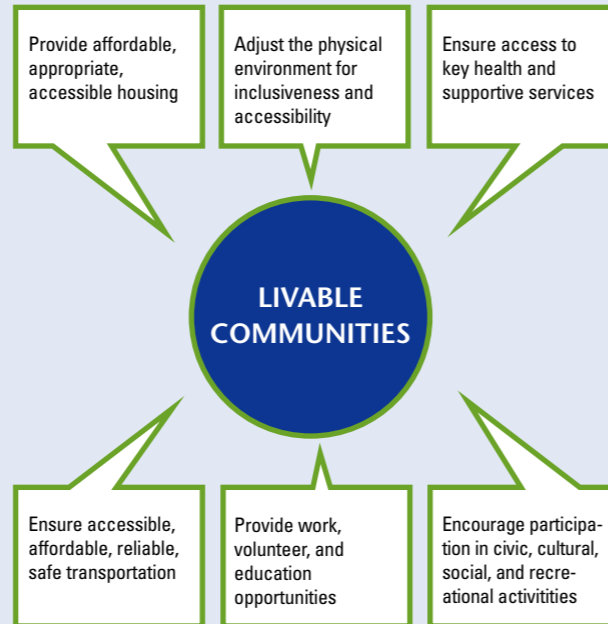 Provide affordable,
appropriate,
accessible housing
Adjust the physical
environment for
inclusiveness and
accessibility
Ensure access to
key health and
supportive services
LIVABLE
COMMUNITIES
Ensure accessible,
affordable, reliable,
safe transportation
Provide work,
volunteer, and
education
opportunities
Encourage participa-
tion in civic, cultural,
social, and recre-
ational activitities